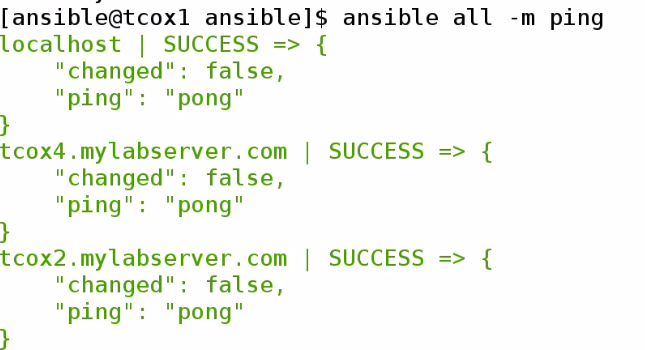 [ansible@tcox1 ansible]$ ansible all -m ping
localhost | SUCCESS => {
    "changed": false,
    "ping": "pong"
}
tcox4.mylabserver.com | SUCCESS => {
    "changed": false,
    "ping": "pong"
}
tcox2.mylabserver.com | SUCCESS => {
    "changed": false,
    "ping": "pong"
}